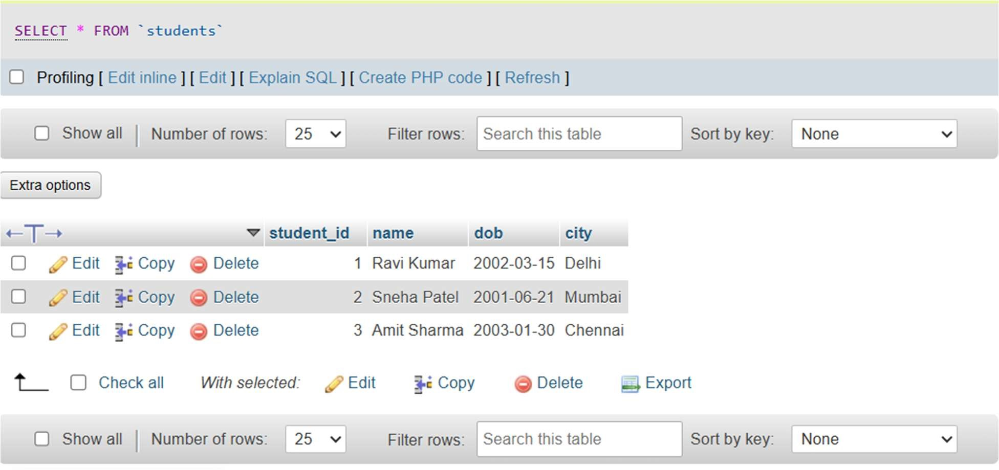 SELECT * FROM `students`
Profiling [ Edit inline ] [ Edit ] [ Explain SQL ] [ Create PHP code ] [ Refresh ]
Show all | Number of rows: 25 Filter rows: Search this table Sort by key: None
Extra options
student_id name dob city
Edit Copy Delete 1 Ravi Kumar 2002-03-15 Delhi
Edit Copy Delete 2 Sneha Patel 2001-06-21 Mumbai
Edit Copy Delete 3 Amit Sharma 2003-01-30 Chennai
Check all With selected: Edit Copy Delete Export
Show all | Number of rows: 25 Filter rows: Search this table Sort by key: None